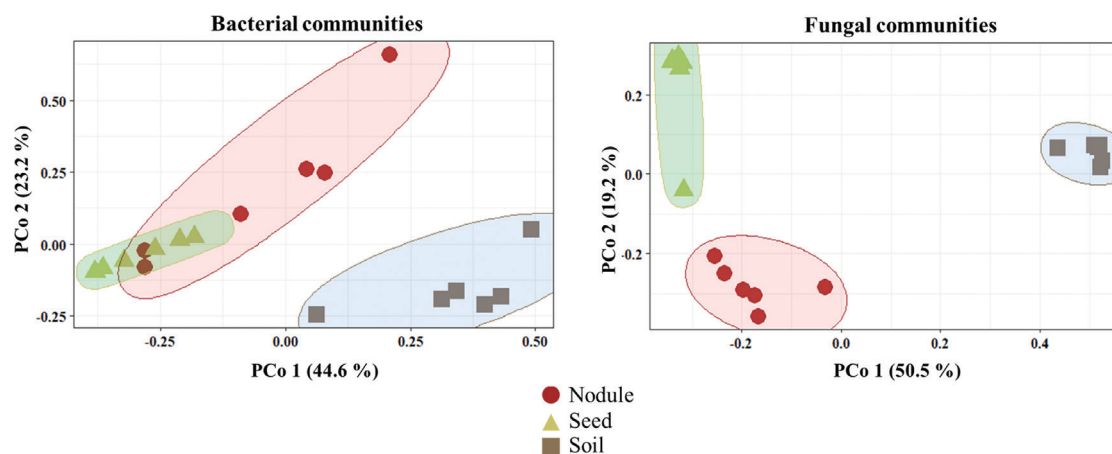 Bacterial communities
Fungal communities
PCo 2 (23.2 %)
0.50
0.25
0.00
-0.25
-0.25
0.00
0.25
0.50
PCo 1 (44.6 %)
PCo 2 (19.2 %)
0.2
0.0
-0.2
-0.2
0.0
0.2
0.4
PCo 1 (50.5 %)
Nodule
Seed
Soil